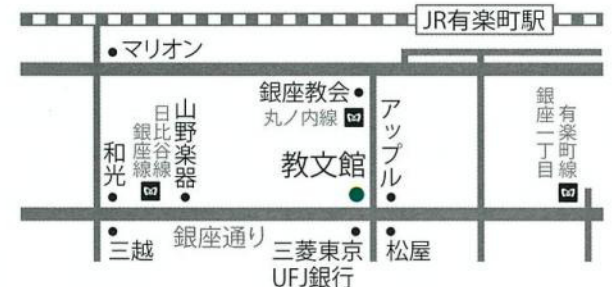 JR有楽町駅
マリオン
銀座教会
丸ノ内線
アップル
有楽町線
銀座一丁目
山野楽器
日比谷線
銀座線
和光
教文館
三越
銀座通り
三菱東京
UFJ銀行
松屋